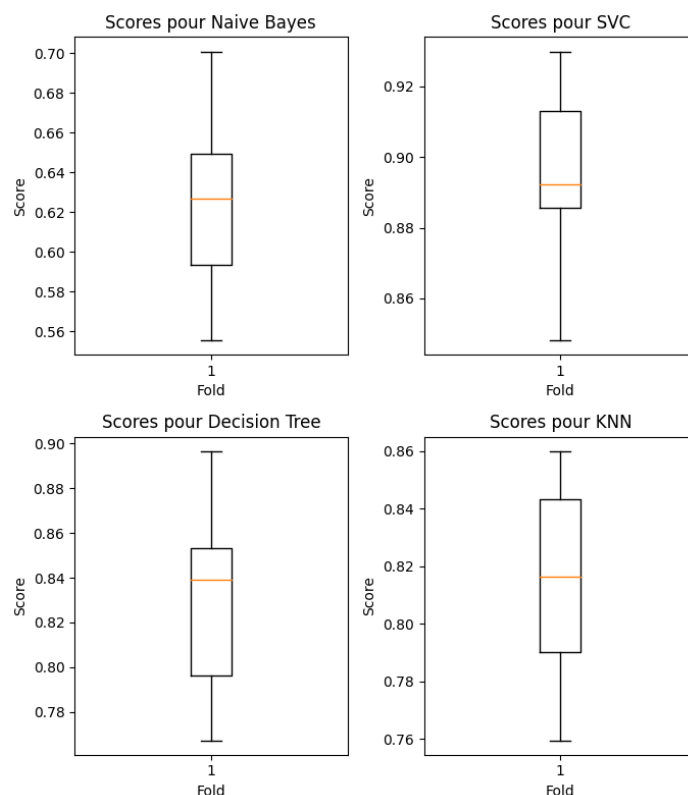 Scores pour Naive Bayes
0.70
0.68
0.66
0.64
0.62
0.60
0.58
0.56
Score
1
Fold
Scores pour SVC
0.92
0.90
0.88
0.86
Score
1
Fold
Scores pour Decision Tree
0.90
0.88
0.86
0.84
0.82
0.80
0.78
Score
1
Fold
Scores pour KNN
0.86
0.84
0.82
0.80
0.78
0.76
Score
1
Fold